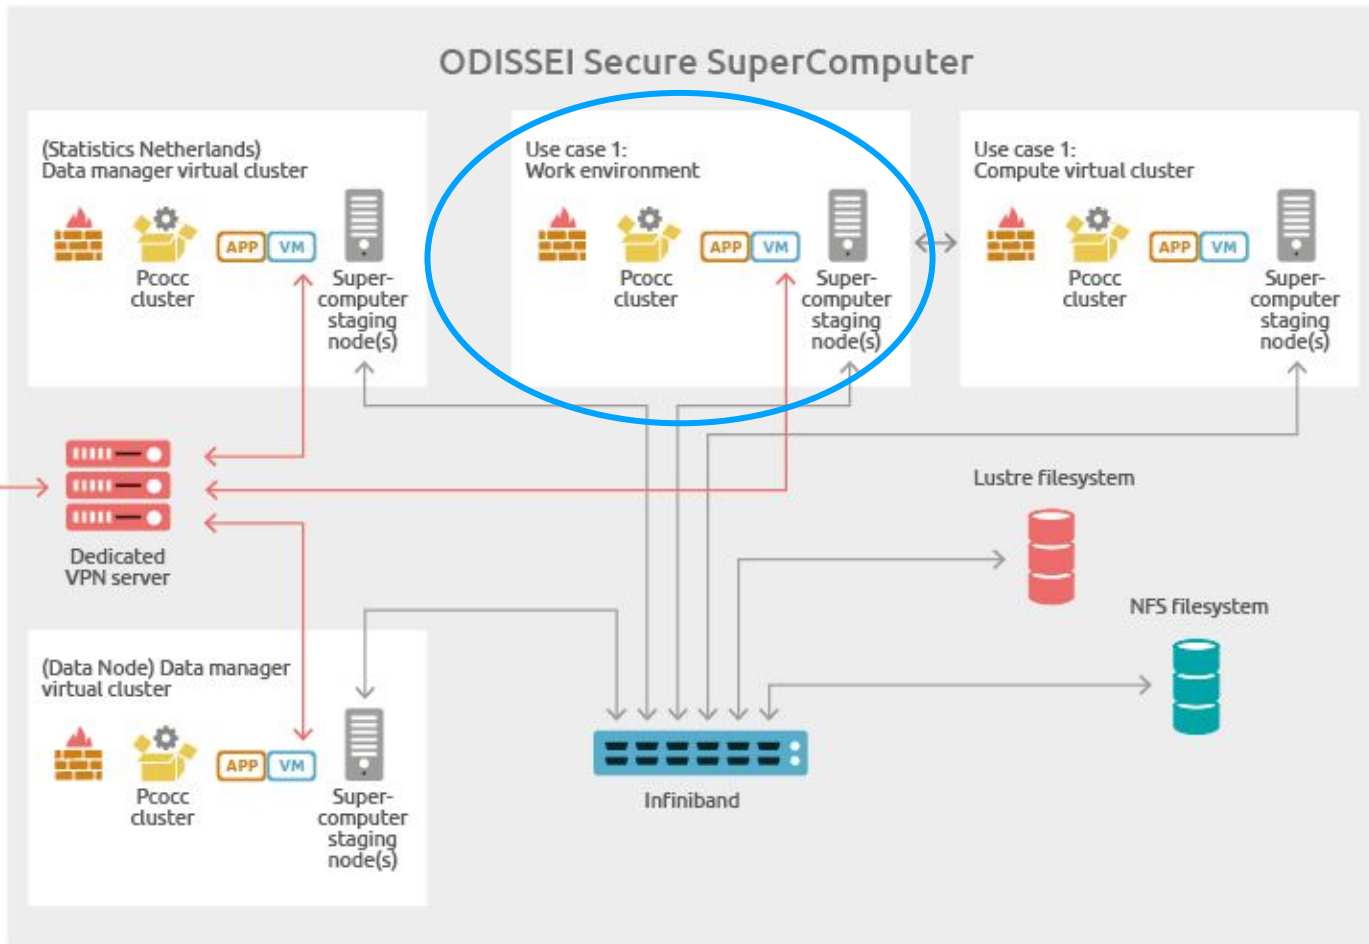 ODISSEI Secure SuperComputer
(Statistics Netherlands)
Data manager virtual cluster
APP VM
Pcocc
cluster
Super-
computer
staging
node(s)
Use case 1:
Work environment
APP VM
Pcocc
cluster
Super-
computer
staging
node(s)
Use case 1:
Compute virtual cluster
APP VM
Pcocc
cluster
Super-
computer
staging
node(s)
Dedicated
VPN server
Lustre filesystem
NFS filesystem
(Data Node) Data manager
virtual cluster
APP VM
Pcocc
cluster
Super-
computer
staging
node(s)
Infiniband